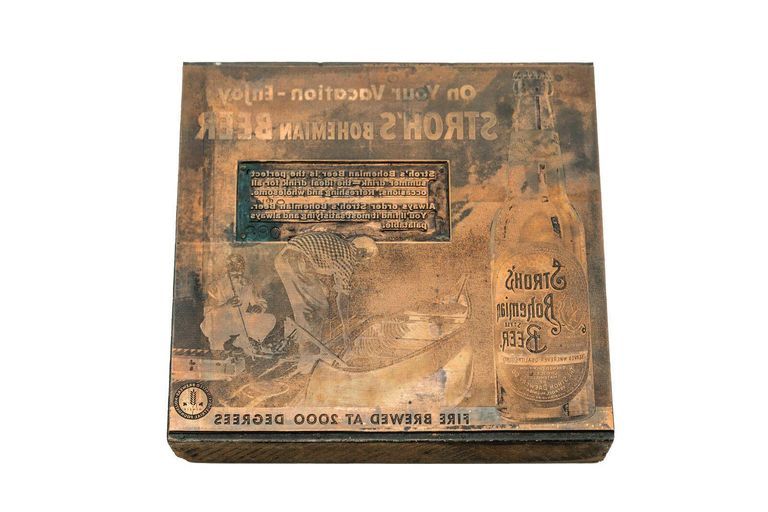 On Your Vacation - Enjoy
STROH'S BOHEMIAN BEER
Stroh's Bohemian Beer is the perfect
summer drink—the ideal drink for all
occasions. Refreshing and wholesome.
Always order Stroh's Bohemian Beer.
You'll find it most satisfying and always
palatable.
STROH'S
Bohemian
STYLE
BEER
FIRE BREWED AT 2000 DEGREES